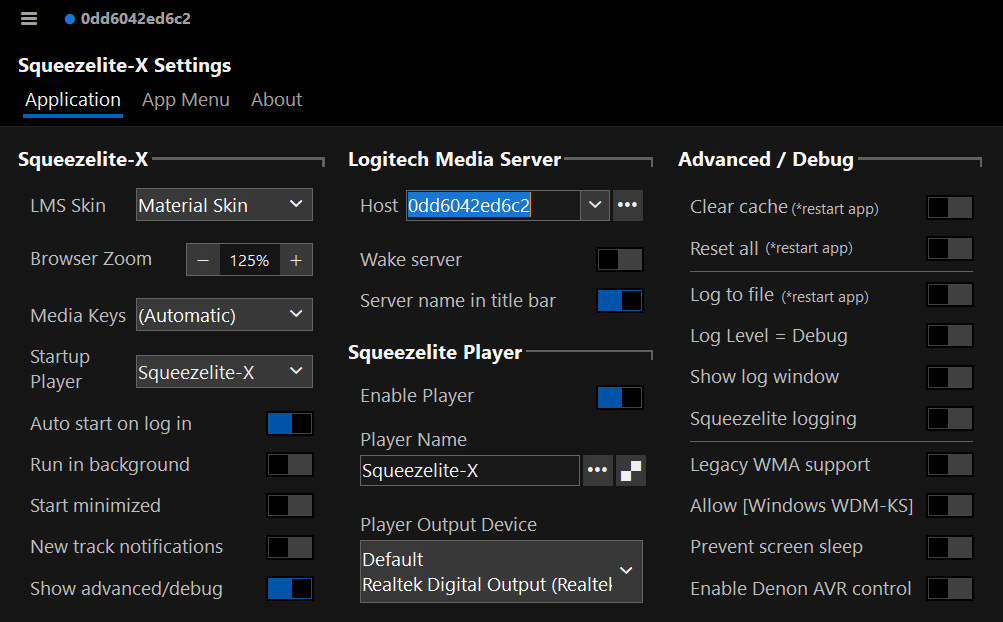 0dd6042ed6c2
Squeezelite-X Settings
Application App Menu About
Squeezelite-X
LMS Skin Material Skin
Browser Zoom − 125% +
Media Keys (Automatic)
Startup
Player
Squeezelite-X
Auto start on log in
Run in background
Start minimized
New track notifications
Show advanced/debug
Logitech Media Server
Host 0dd6042ed6c2 •••
Wake server
Server name in title bar
Squeezelite Player
Enable Player
Player Name
Squeezelite-X •••
Player Output Device
Default
Realtek Digital Output (Realtek
Advanced / Debug
Clear cache (*restart app)
Reset all (*restart app)
Log to file (*restart app)
Log Level = Debug
Show log window
Squeezelite logging
Legacy WMA support
Allow [Windows WDM-KS]
Prevent screen sleep
Enable Denon AVR control